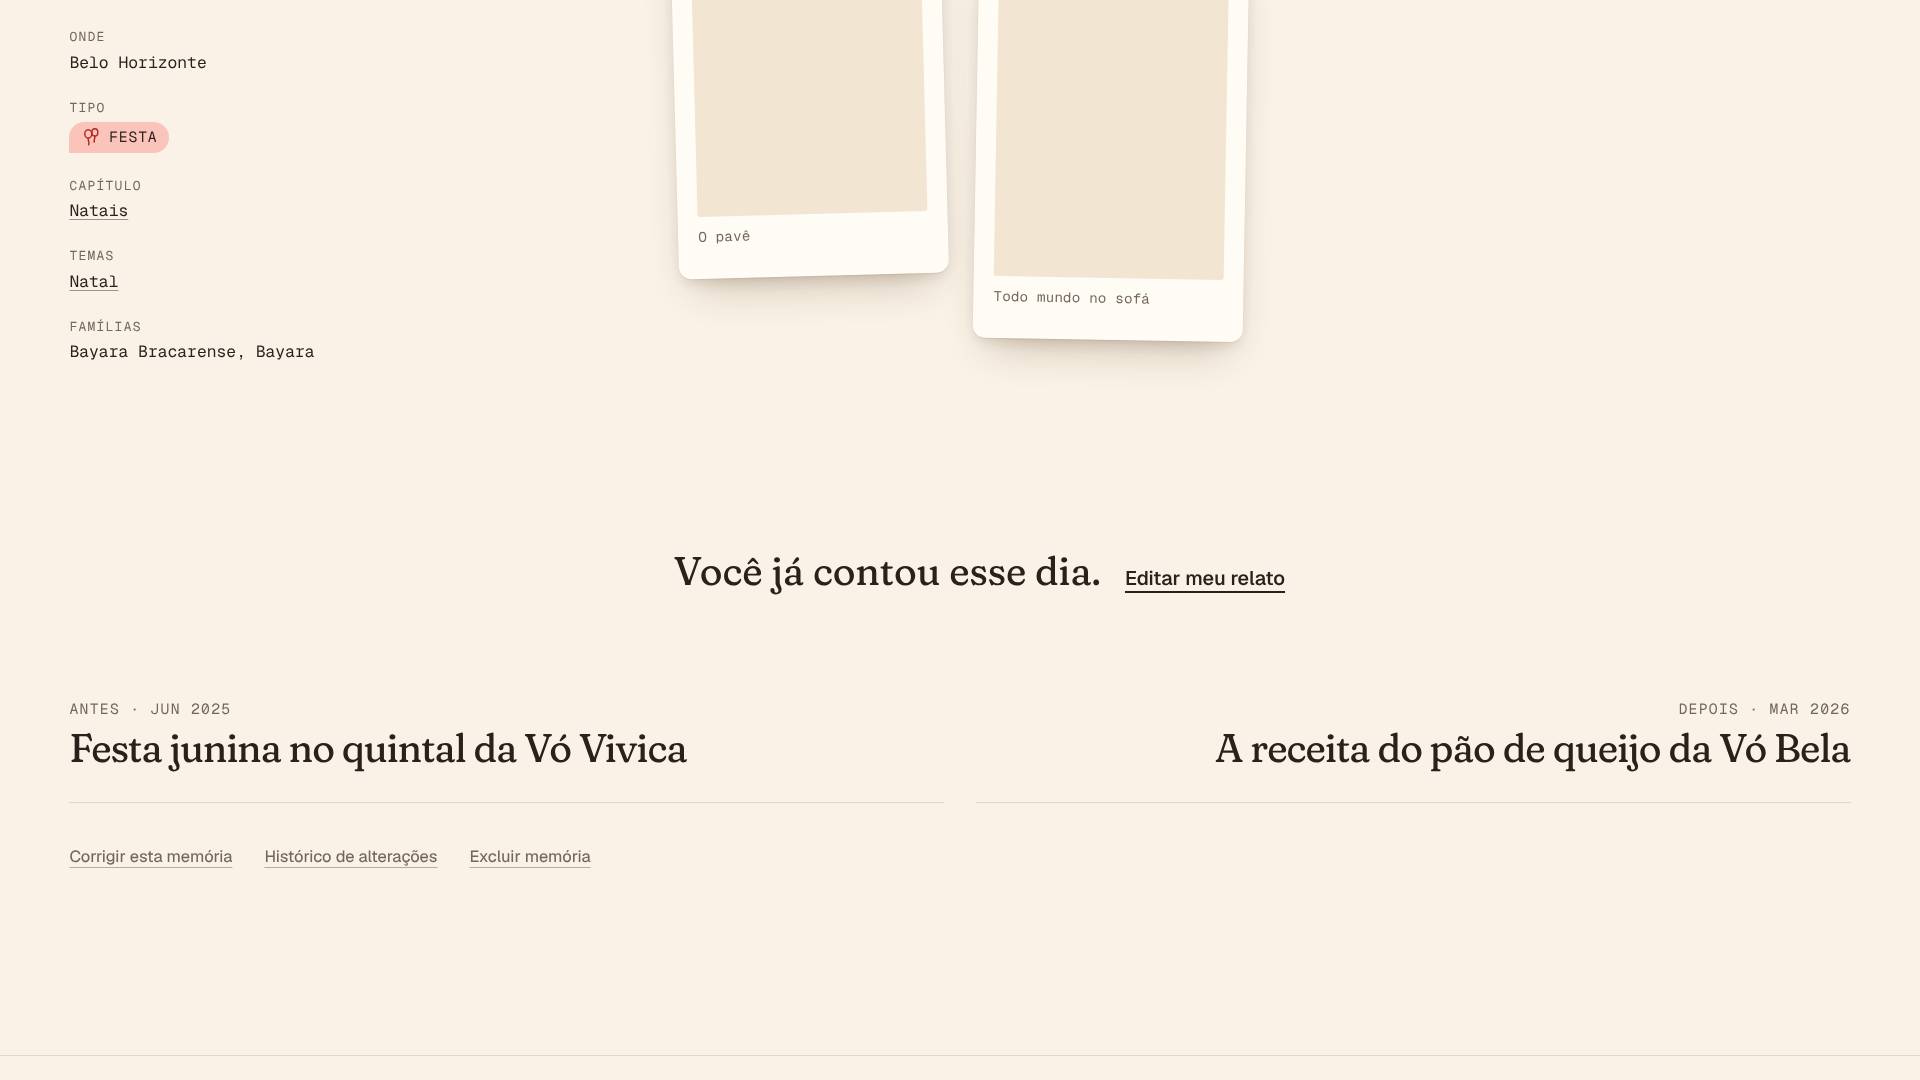 ONDE
Belo Horizonte
TIPO
FESTA
CAPÍTULO
Natais
TEMAS
Natal
FAMÍLIAS
Bayara Bracarense, Bayara
O pavê
Todo mundo no sofá
Você já contou esse dia. Editar meu relato
ANTES · JUN 2025
Festa junina no quintal da Vó Vivica
DEPOIS · MAR 2026
A receita do pão de queijo da Vó Bela
Corrigir esta memória Histórico de alterações Excluir memória